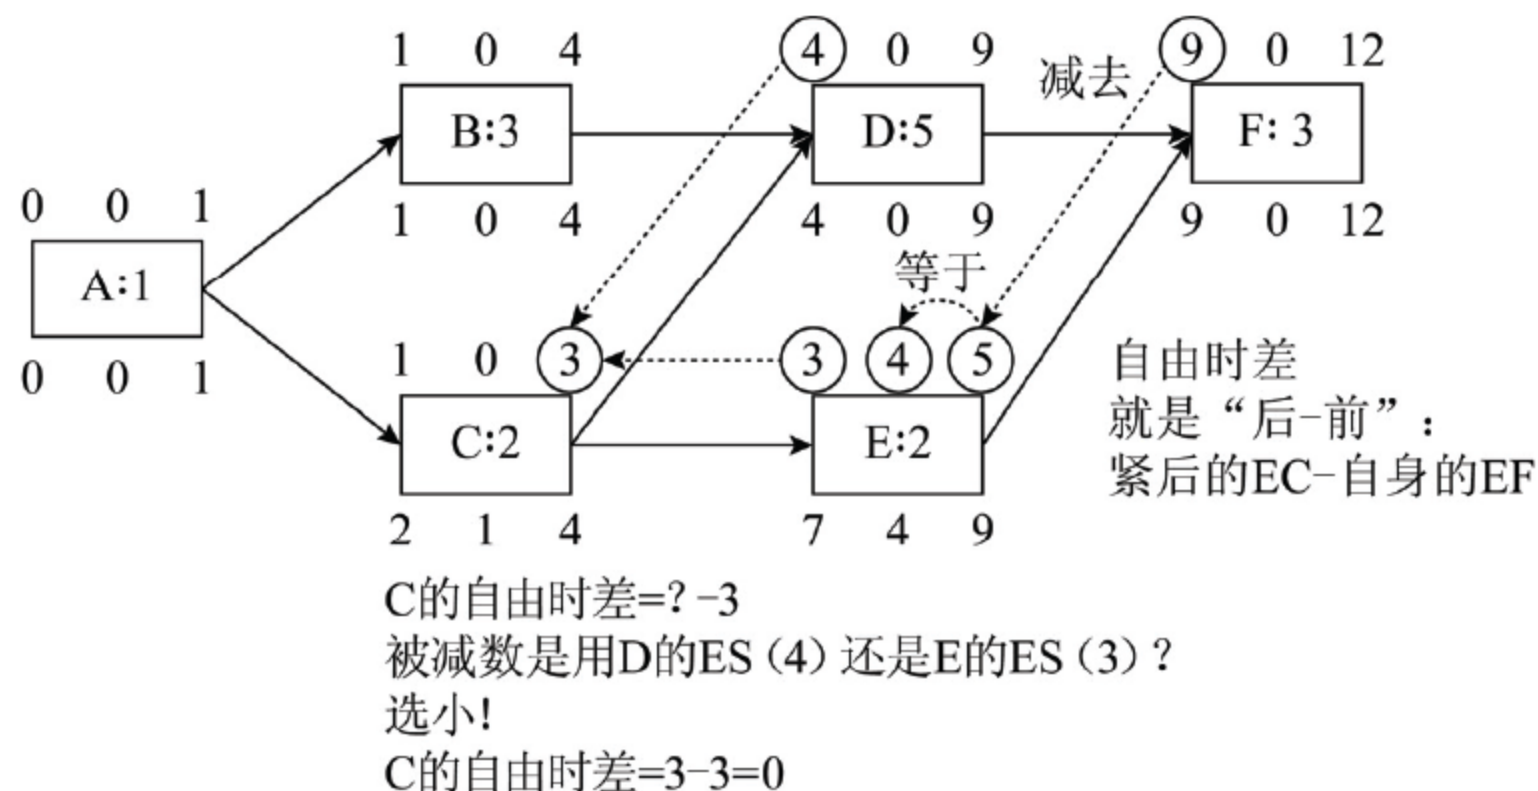 1 0 4
4 0 9
减去
9 0 12
B:3
D:5
F: 3
0 0 1
1 0 4
4 0 9
9 0 12
A:1
等于
0 0 1
1 0 3
3 4 5
C:2
E:2
自由时差
就是“后-前”：
紧后的EC-自身的EF
2 1 4
7 4 9
C的自由时差=? -3
被减数是用D的ES（4）还是E的ES（3）？
选小!
C的自由时差=3-3=0